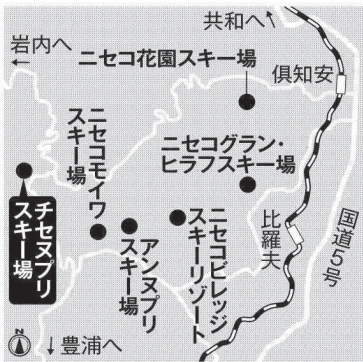 共和へ
岩内へ
ニセコ花園スキー場
倶知安
ニセコモイワ
スキー場
ニセコグラン・
ヒラフスキー場
チセヌプリ
スキー場
アンヌプリ
スキー場
ニセコビレッジ
スキーリゾート
比羅夫
国道5号
N
↓豊浦へ